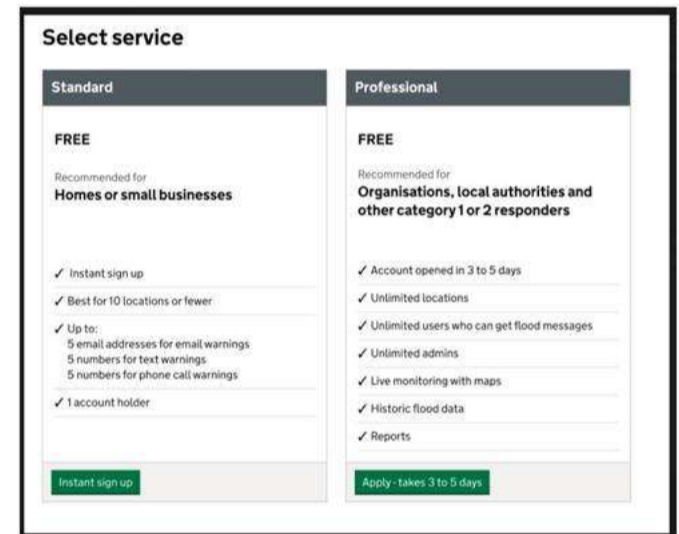 Select service
Standard
FREE
Recommended for
Homes or small businesses
✓ Instant sign up
✓ Best for 10 locations or fewer
✓ Up to:
5 email addresses for email warnings
5 numbers for text warnings
5 numbers for phone call warnings
✓ 1 account holder
Instant sign up
Professional
FREE
Recommended for
Organisations, local authorities and
other category 1 or 2 responders
✓ Account opened in 3 to 5 days
✓ Unlimited locations
✓ Unlimited users who can get flood messages
✓ Unlimited admins
✓ Live monitoring with maps
✓ Historic flood data
✓ Reports
Apply - takes 3 to 5 days